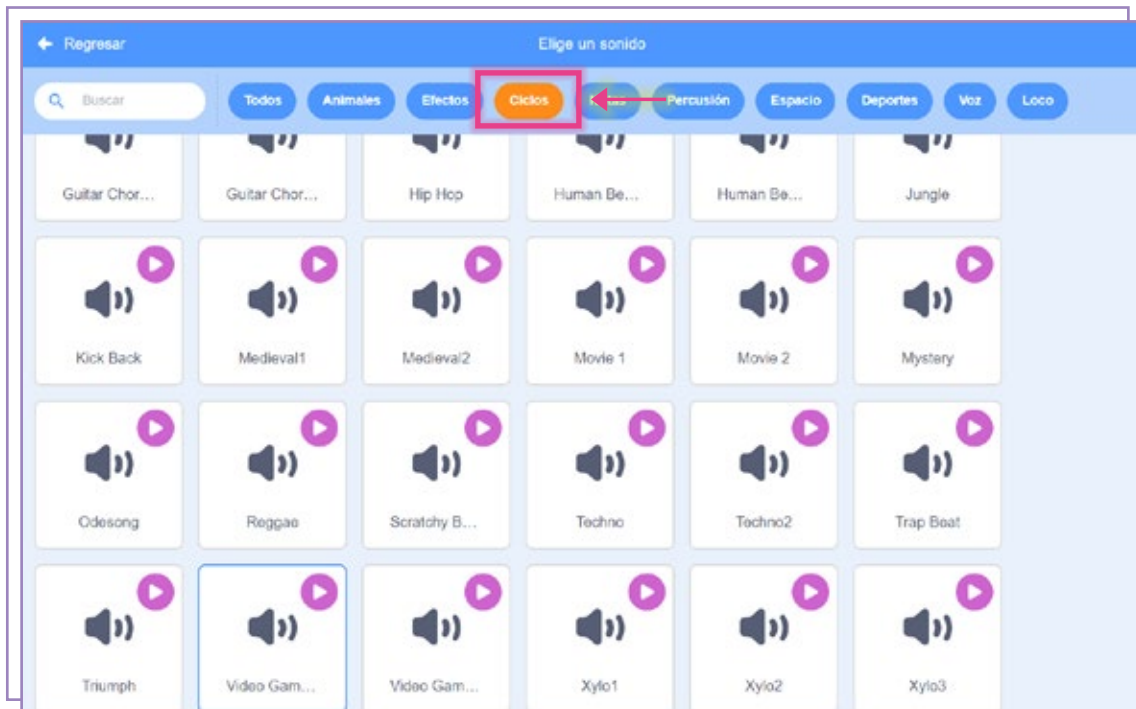 Regresar
Elige un sonido
Buscar
Todos
Animales
Efectos
Ciclos
Percusión
Espacio
Deportes
Voz
Loco
Guitar Chor...
Guitar Chor...
Hip Hop
Human Be...
Human Be...
Jungle
Kick Back
Medieval1
Medieval2
Movie 1
Movie 2
Mystery
Odesong
Reggae
Scratchy B...
Techno
Techno2
Trap Beat
Triumph
Video Gam...
Video Gam...
Xylo1
Xylo2
Xylo3